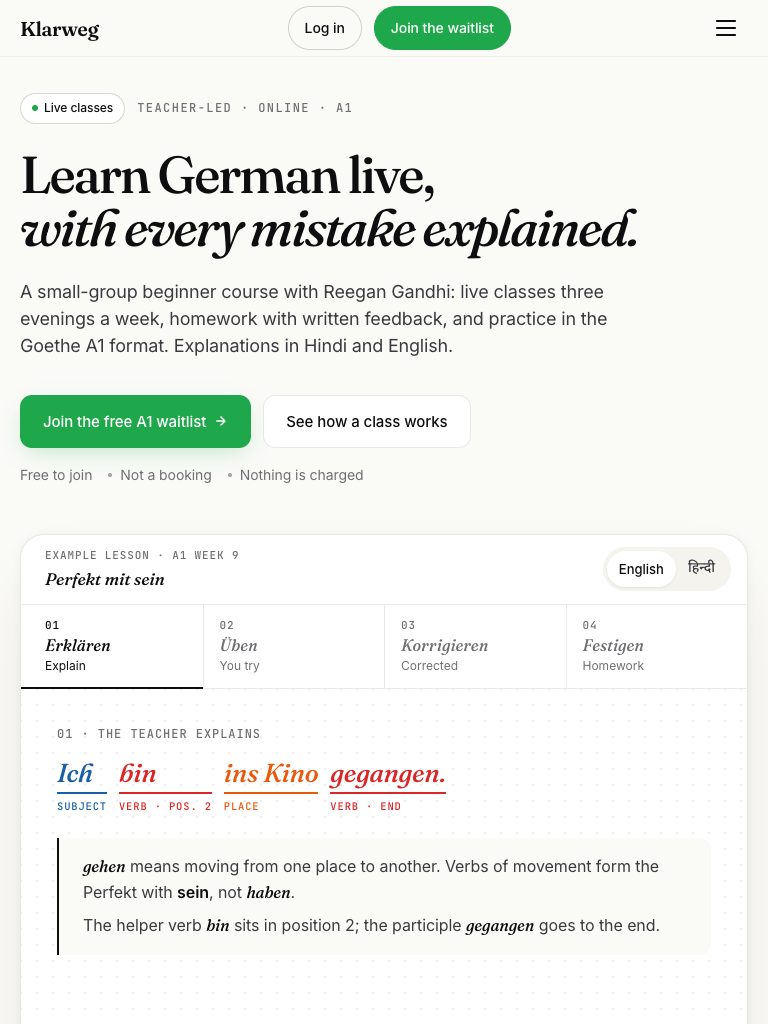 Klarweg
Log in
Join the waitlist
Live classes
TEACHER-LED · ONLINE · A1
Learn German live,
with every mistake explained.
A small-group beginner course with Reegan Gandhi: live classes three
evenings a week, homework with written feedback, and practice in the
Goethe A1 format. Explanations in Hindi and English.
Join the free A1 waitlist →
See how a class works
Free to join • Not a booking • Nothing is charged
EXAMPLE LESSON · A1 WEEK 9
Perfekt mit sein
English
हिन्दी
01
Erklären
Explain
02
Üben
You try
03
Korrigieren
Corrected
04
Festigen
Homework
01 · THE TEACHER EXPLAINS
Ich bin ins Kino gegangen.
SUBJECT VERB · POS. 2 PLACE VERB · END
gehen means moving from one place to another. Verbs of movement form the
Perfekt with sein, not haben.
The helper verb bin sits in position 2; the participle gegangen goes to the end.